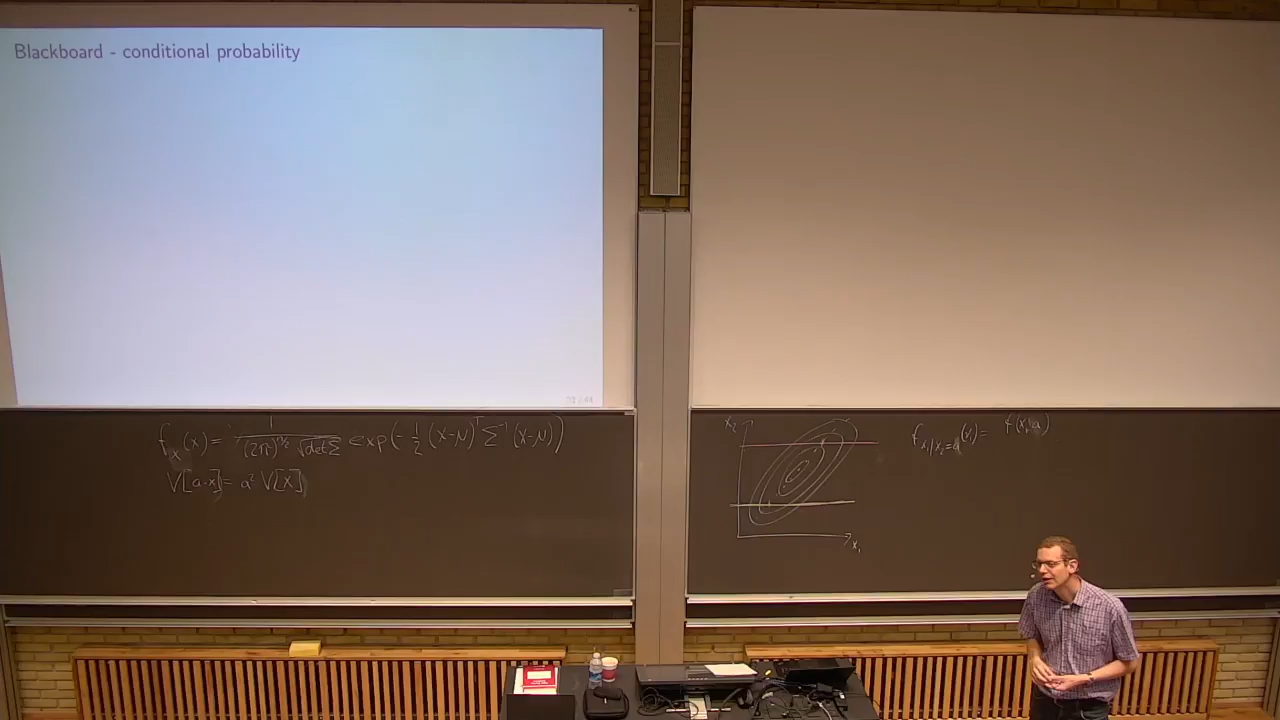 Blackboard - conditional probability
f_X(x) = 1 / ((2π)^{n/2} √det Σ) exp(-1/2 (x-μ)^T Σ^{-1} (x-μ))
V[a·x] = a² V[X]
x₂
x₁
f_{x₁|x₂=a}(x₁) = f(x₁,a)